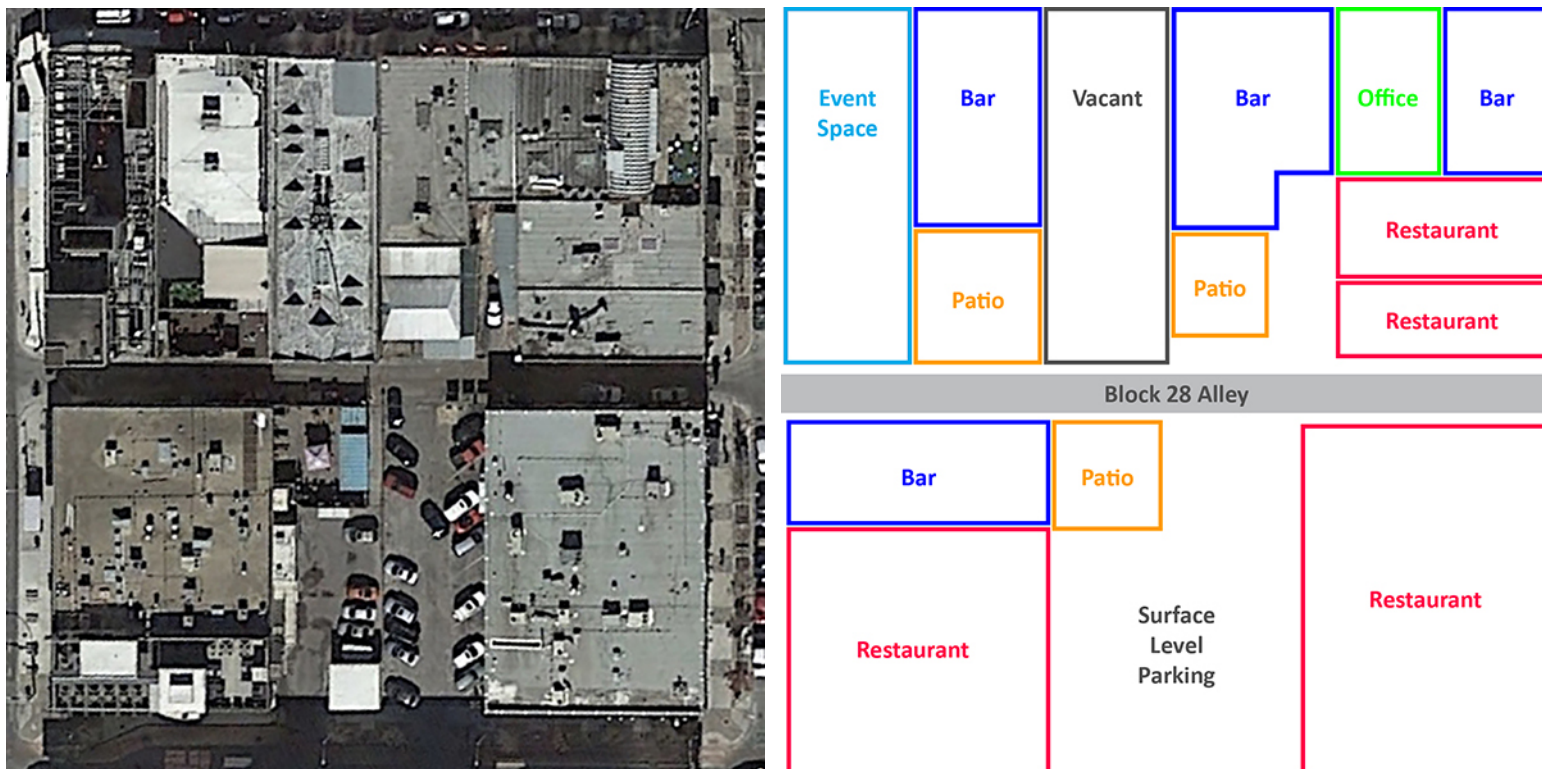 Event
Space
Bar
Vacant
Bar
Office
Bar
Restaurant
Patio
Patio
Restaurant
Block 28 Alley
Bar
Patio
Restaurant
Surface
Level
Parking
Restaurant